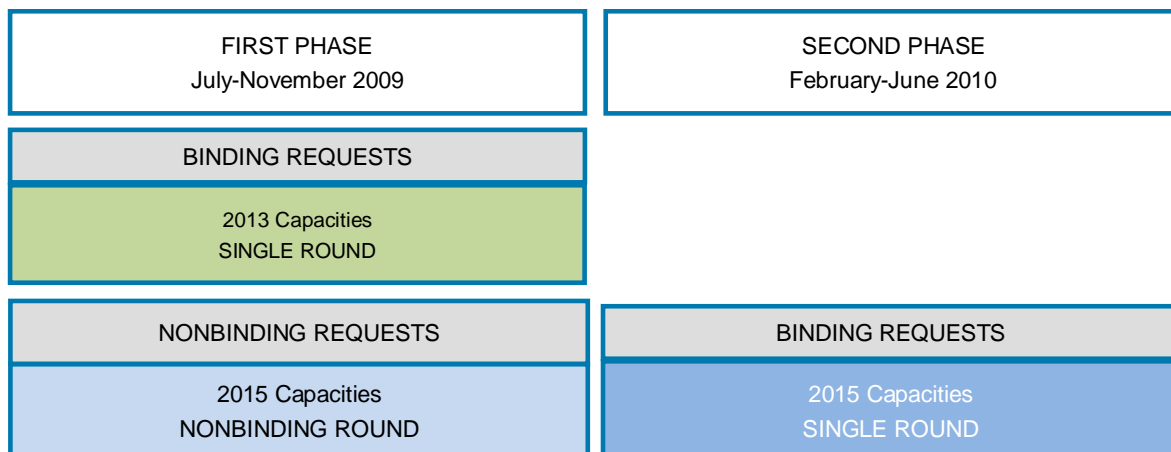 FIRST PHASE
July-November 2009
SECOND PHASE
February-June 2010
BINDING REQUESTS
2013 Capacities
SINGLE ROUND
NONBINDING REQUESTS
2015 Capacities
NONBINDING ROUND
BINDING REQUESTS
2015 Capacities
SINGLE ROUND